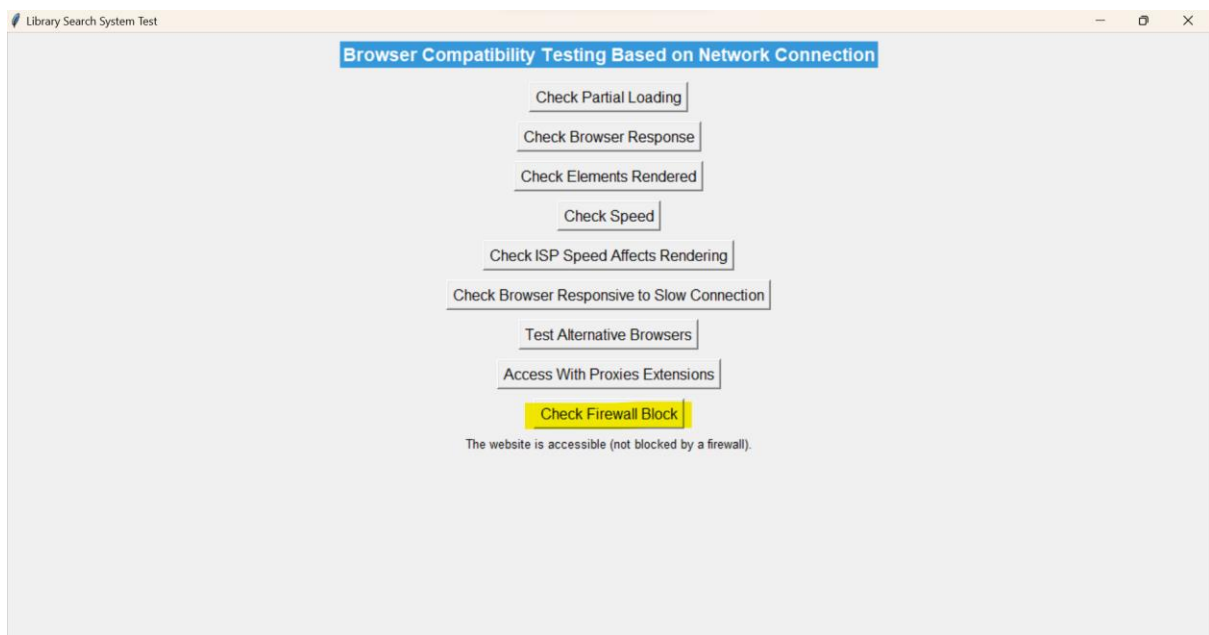 Library Search System Test
Browser Compatibility Testing Based on Network Connection
Check Partial Loading
Check Browser Response
Check Elements Rendered
Check Speed
Check ISP Speed Affects Rendering
Check Browser Responsive to Slow Connection
Test Alternative Browsers
Access With Proxies Extensions
Check Firewall Block
The website is accessible (not blocked by a firewall).